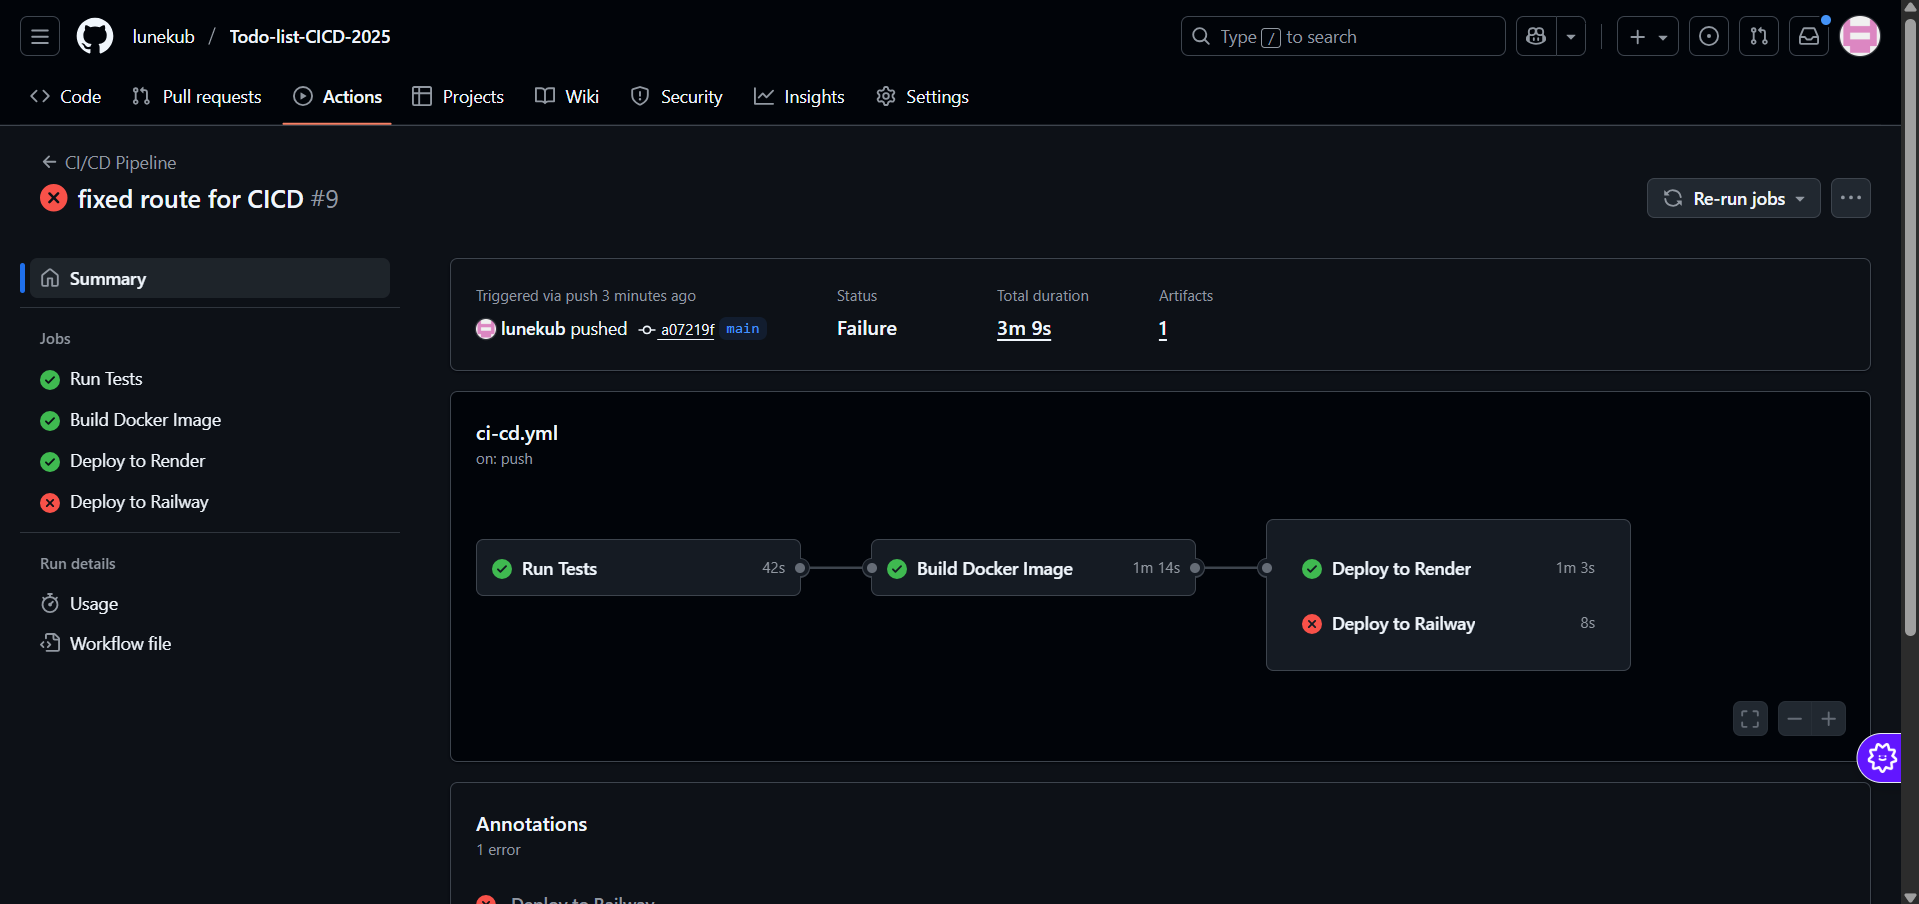 lunekub / Todo-list-CICD-2025
Type / to search
Code
Pull requests
Actions
Projects
Wiki
Security
Insights
Settings
CI/CD Pipeline
fixed route for CICD #9
Re-run jobs
Summary
Jobs
Run Tests
Build Docker Image
Deploy to Render
Deploy to Railway
Run details
Usage
Workflow file
Triggered via push 3 minutes ago
lunekub pushed a07219f main
Status
Failure
Total duration
3m 9s
Artifacts
1
ci-cd.yml
on: push
Run Tests 42s
Build Docker Image 1m 14s
Deploy to Render 1m 3s
Deploy to Railway 8s
Annotations
1 error
Deploy to Railway